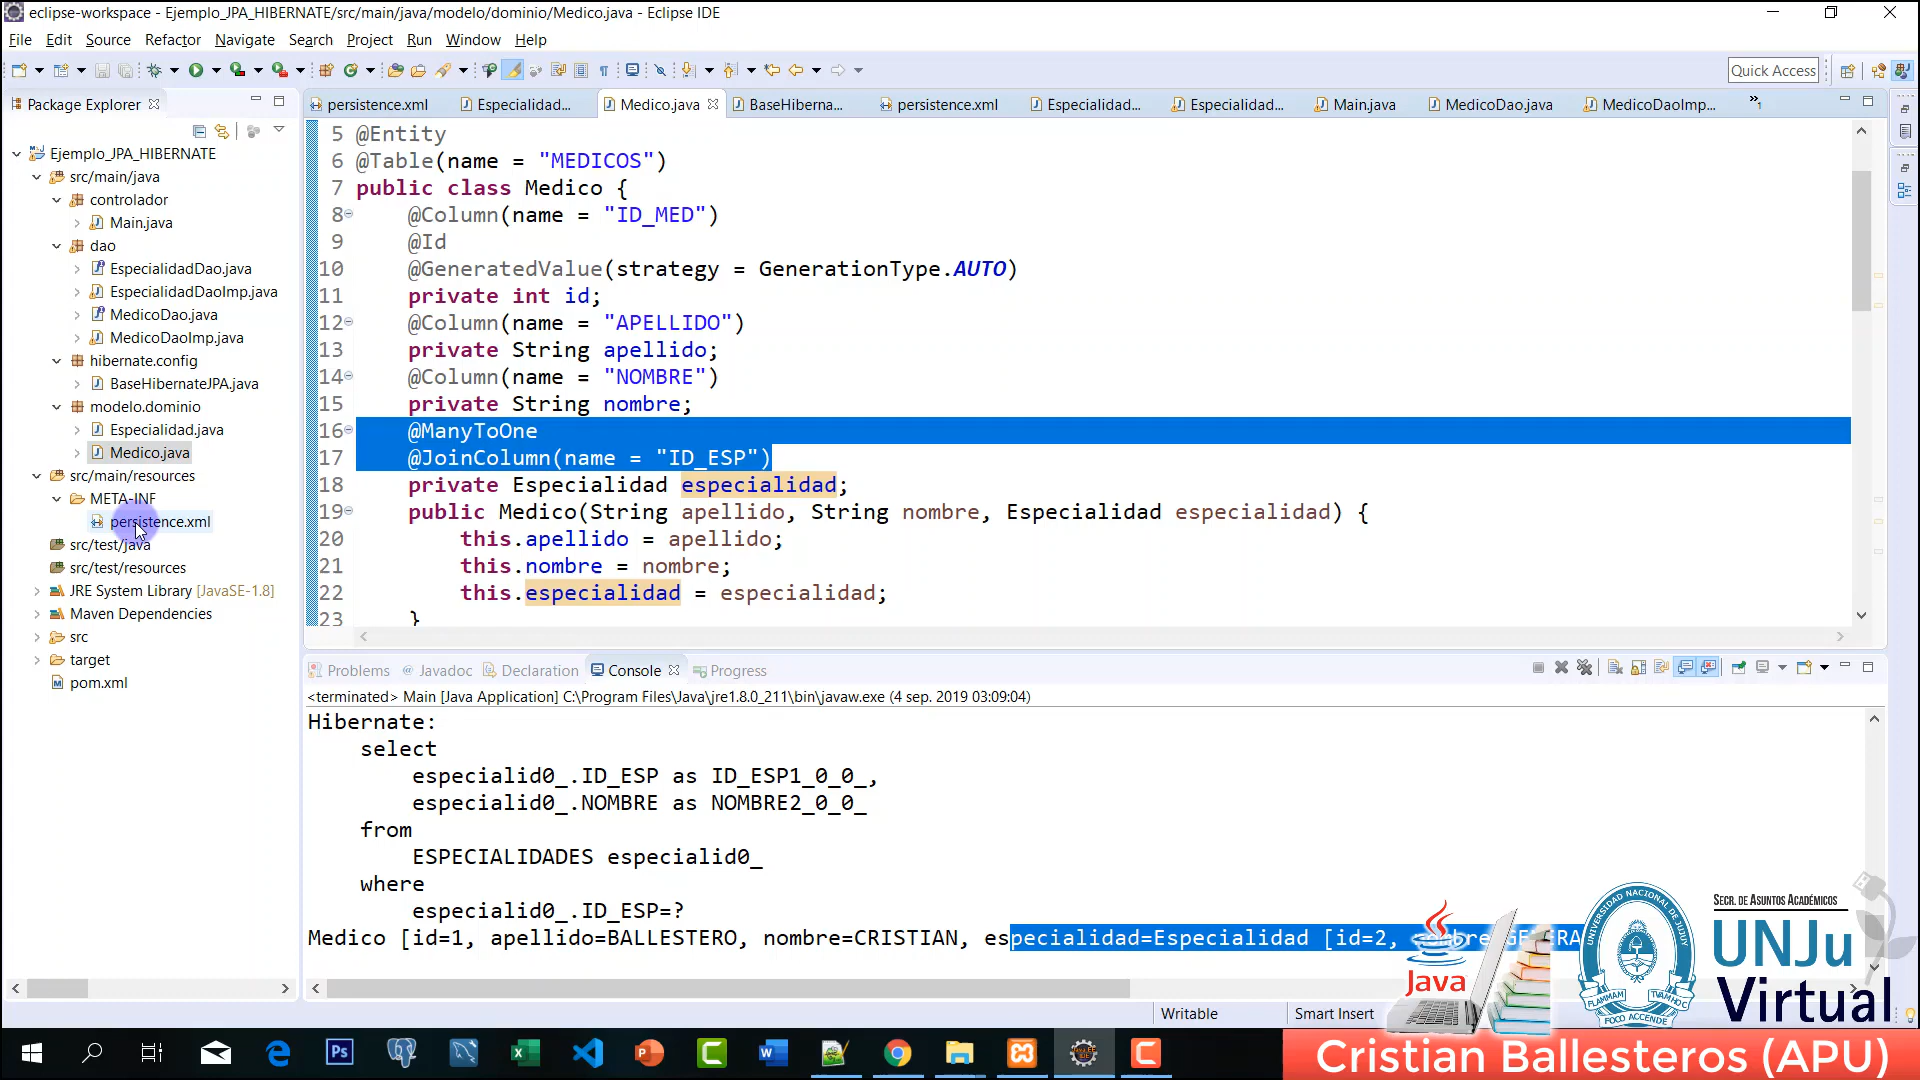 eclipse-workspace - Ejemplo_JPA_HIBERNATE/src/main/java/modelo/dominio/Medico.java - Eclipse IDE
File Edit Source Refactor Navigate Search Project Run Window Help
Quick Access
Package Explorer
persistence.xml Especialidad... Medico.java BaseHiberna... persistence.xml Especialidad... Especialidad... Main.java MedicoDao.java MedicoDaoImp... »1
Ejemplo_JPA_HIBERNATE
src/main/java
controlador
Main.java
dao
EspecialidadDao.java
EspecialidadDaoImp.java
MedicoDao.java
MedicoDaoImp.java
hibernate.config
BaseHibernateJPA.java
modelo.dominio
Especialidad.java
Medico.java
src/main/resources
META-INF
persistence.xml
src/test/java
src/test/resources
JRE System Library [JavaSE-1.8]
Maven Dependencies
src
target
pom.xml
5 @Entity
6 @Table(name = "MEDICOS")
7 public class Medico {
8 @Column(name = "ID_MED")
9 @Id
10 @GeneratedValue(strategy = GenerationType.AUTO)
11 private int id;
12 @Column(name = "APELLIDO")
13 private String apellido;
14 @Column(name = "NOMBRE")
15 private String nombre;
16 @ManyToOne
17 @JoinColumn(name = "ID_ESP")
18 private Especialidad especialidad;
19 public Medico(String apellido, String nombre, Especialidad especialidad) {
20 this.apellido = apellido;
21 this.nombre = nombre;
22 this.especialidad = especialidad;
23 }
Problems @ Javadoc Declaration Console Progress
<terminated> Main [Java Application] C:\Program Files\Java\jre1.8.0_211\bin\javaw.exe (4 sep. 2019 03:09:04)
Hibernate:
select
especialid0_.ID_ESP as ID_ESP1_0_0_,
especialid0_.NOMBRE as NOMBRE2_0_0_
from
ESPECIALIDADES especialid0_
where
especialid0_.ID_ESP=?
Medico [id=1, apellido=BALLESTERO, nombre=CRISTIAN, especialidad=Especialidad [id=2,
Writable Smart Insert
Java
UNIVERSIDAD NACIONAL DE JUJUY
SECR. DE ASUNTOS ACADÉMICOS
UNJu
Virtual
Cristian Ballesteros (APU)